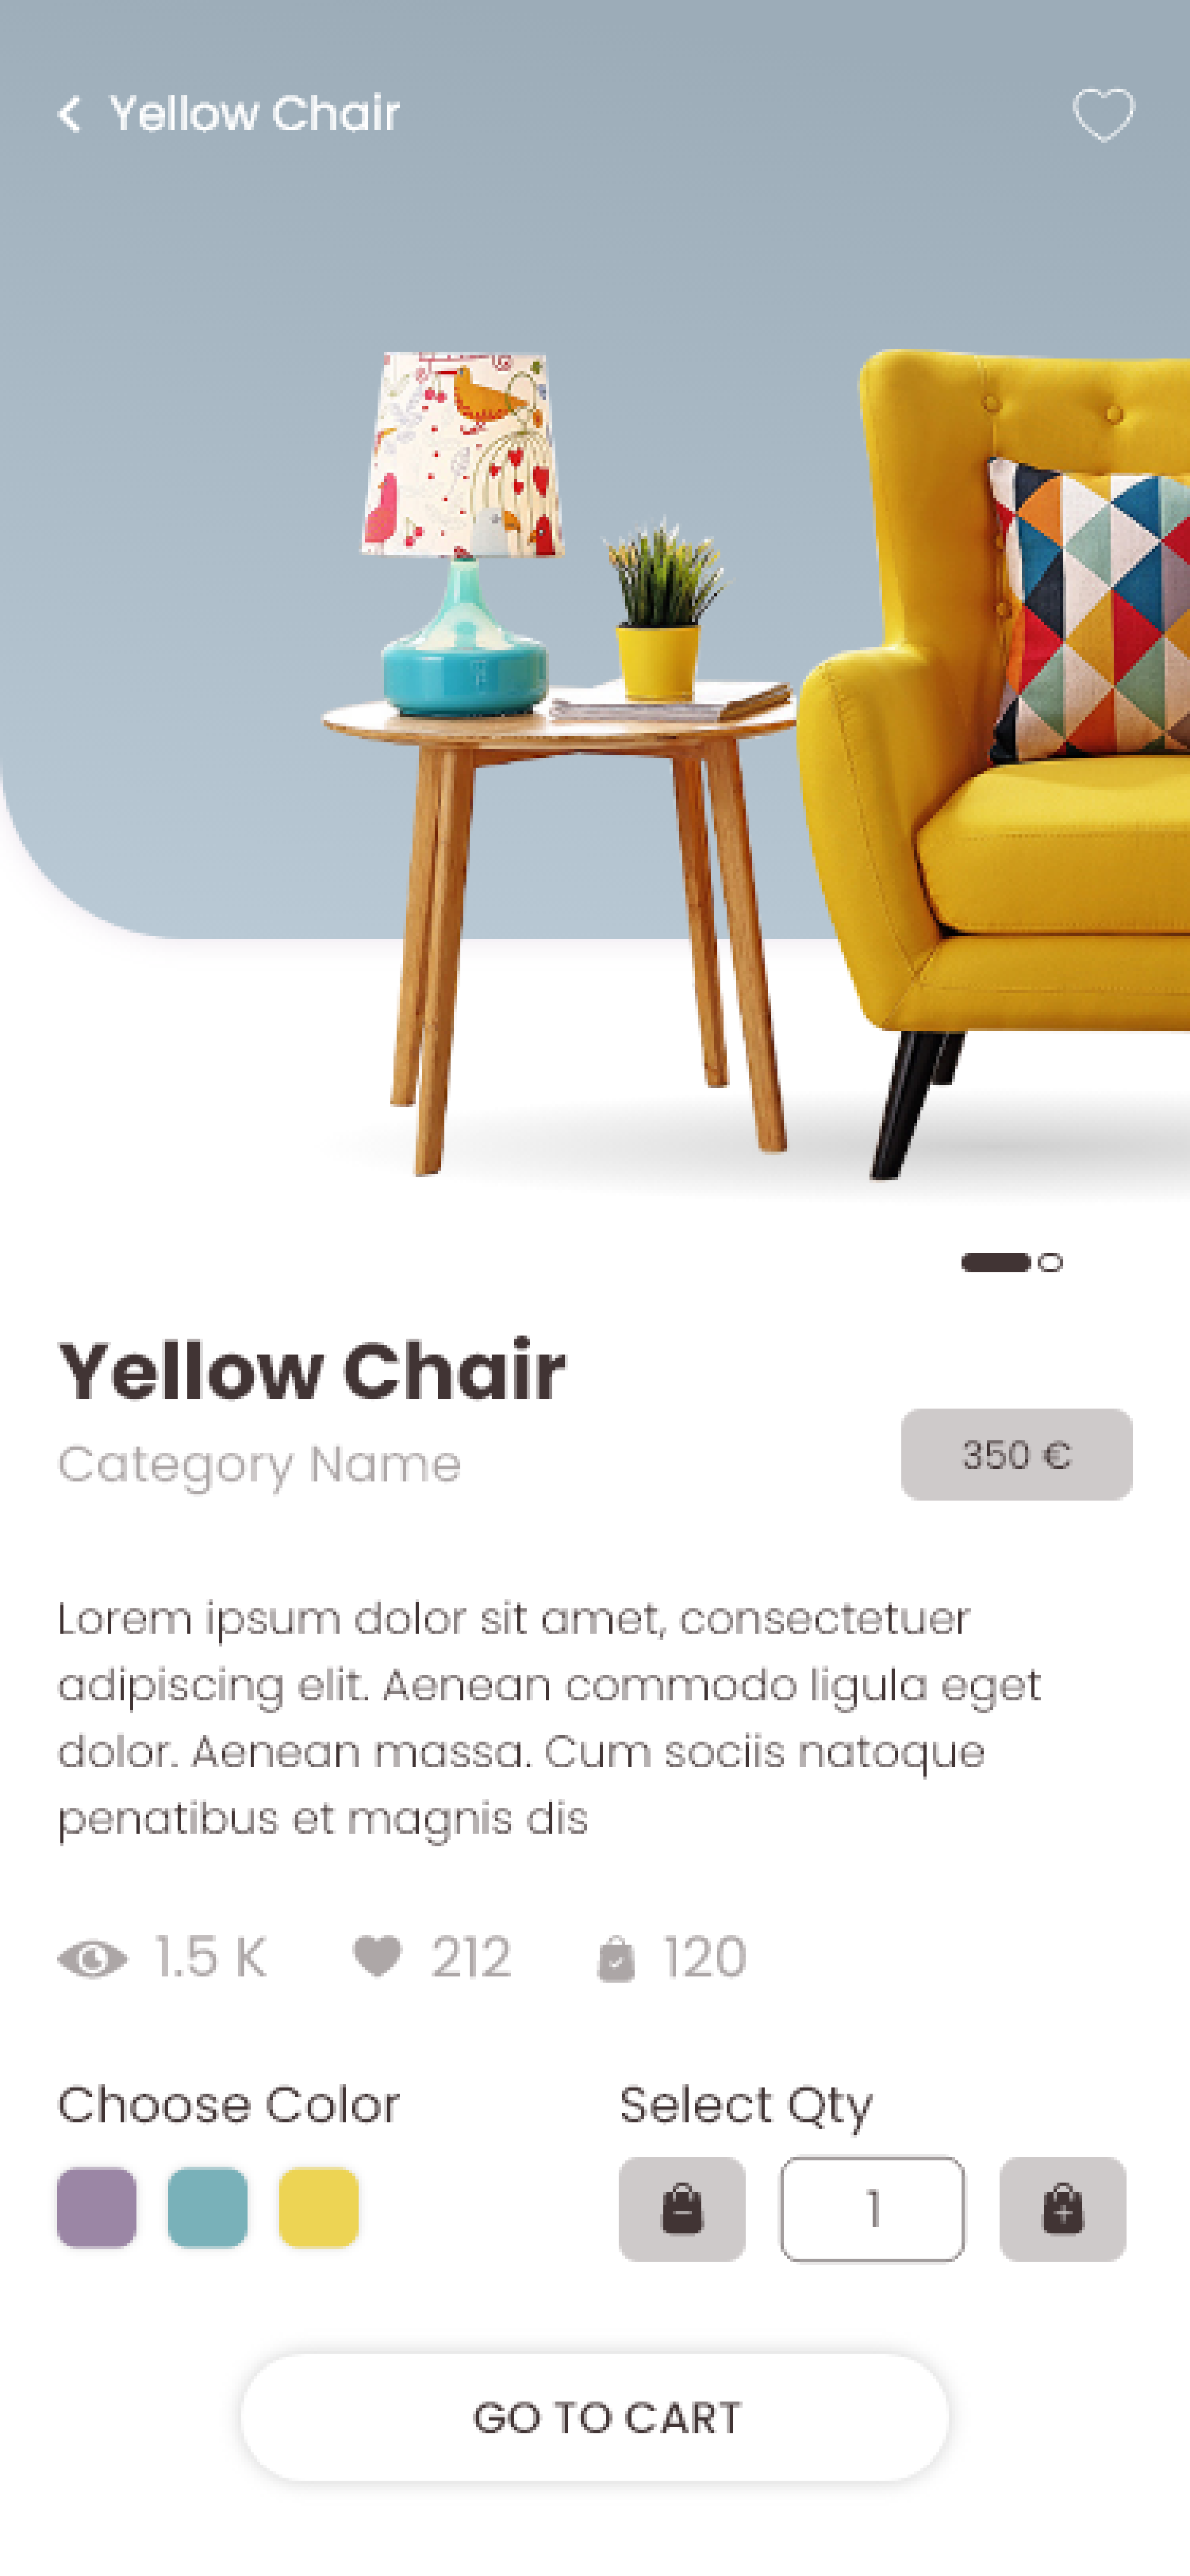 Yellow Chair
Yellow Chair
Category Name
350 €
Lorem ipsum dolor sit amet, consectetuer
adipiscing elit. Aenean commodo ligula eget
dolor. Aenean massa. Cum sociis natoque
penatibus et magnis dis
1.5 K 212 120
Choose Color
Select Qty
1
GO TO CART